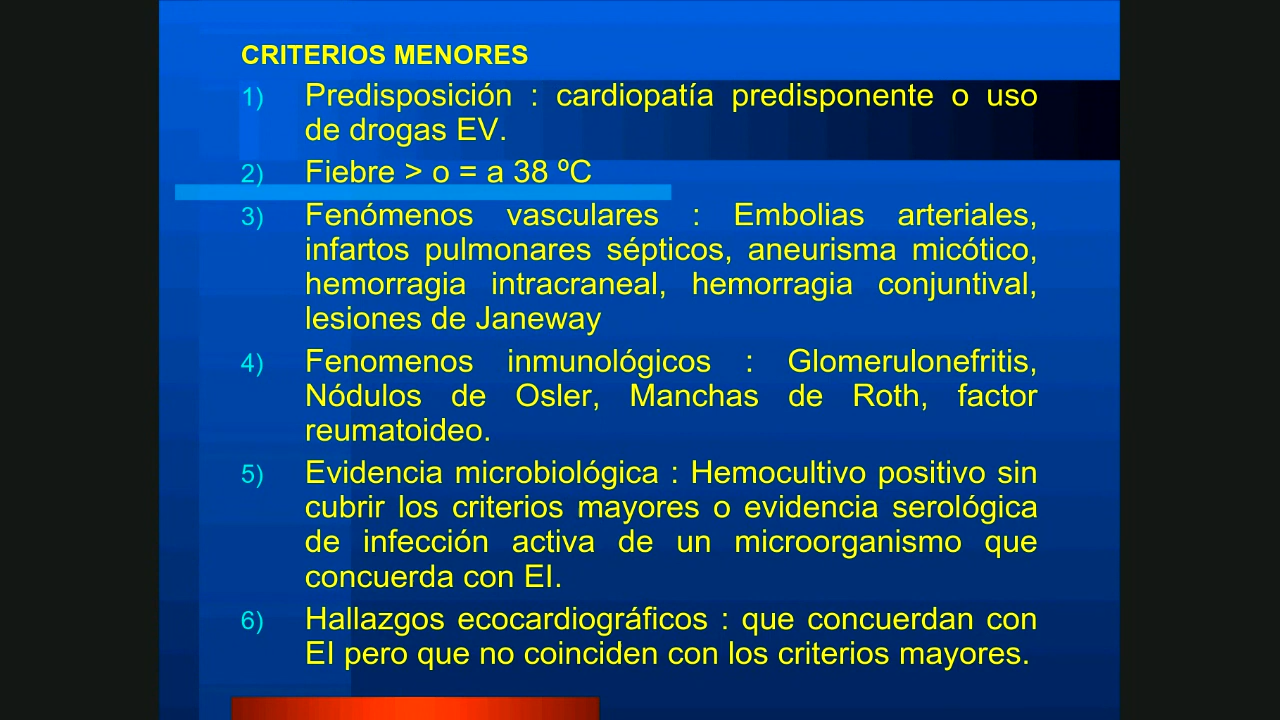 CRITERIOS MENORES
1) Predisposición : cardiopatía predisponente o uso
de drogas EV.
2) Fiebre > o = a 38 ºC
3) Fenómenos vasculares : Embolias arteriales,
infartos pulmonares sépticos, aneurisma micótico,
hemorragia intracraneal, hemorragia conjuntival,
lesiones de Janeway
4) Fenomenos inmunológicos : Glomerulonefritis,
Nódulos de Osler, Manchas de Roth, factor
reumatoideo.
5) Evidencia microbiológica : Hemocultivo positivo sin
cubrir los criterios mayores o evidencia serológica
de infección activa de un microorganismo que
concuerda con EI.
6) Hallazgos ecocardiográficos : que concuerdan con
EI pero que no coinciden con los criterios mayores.